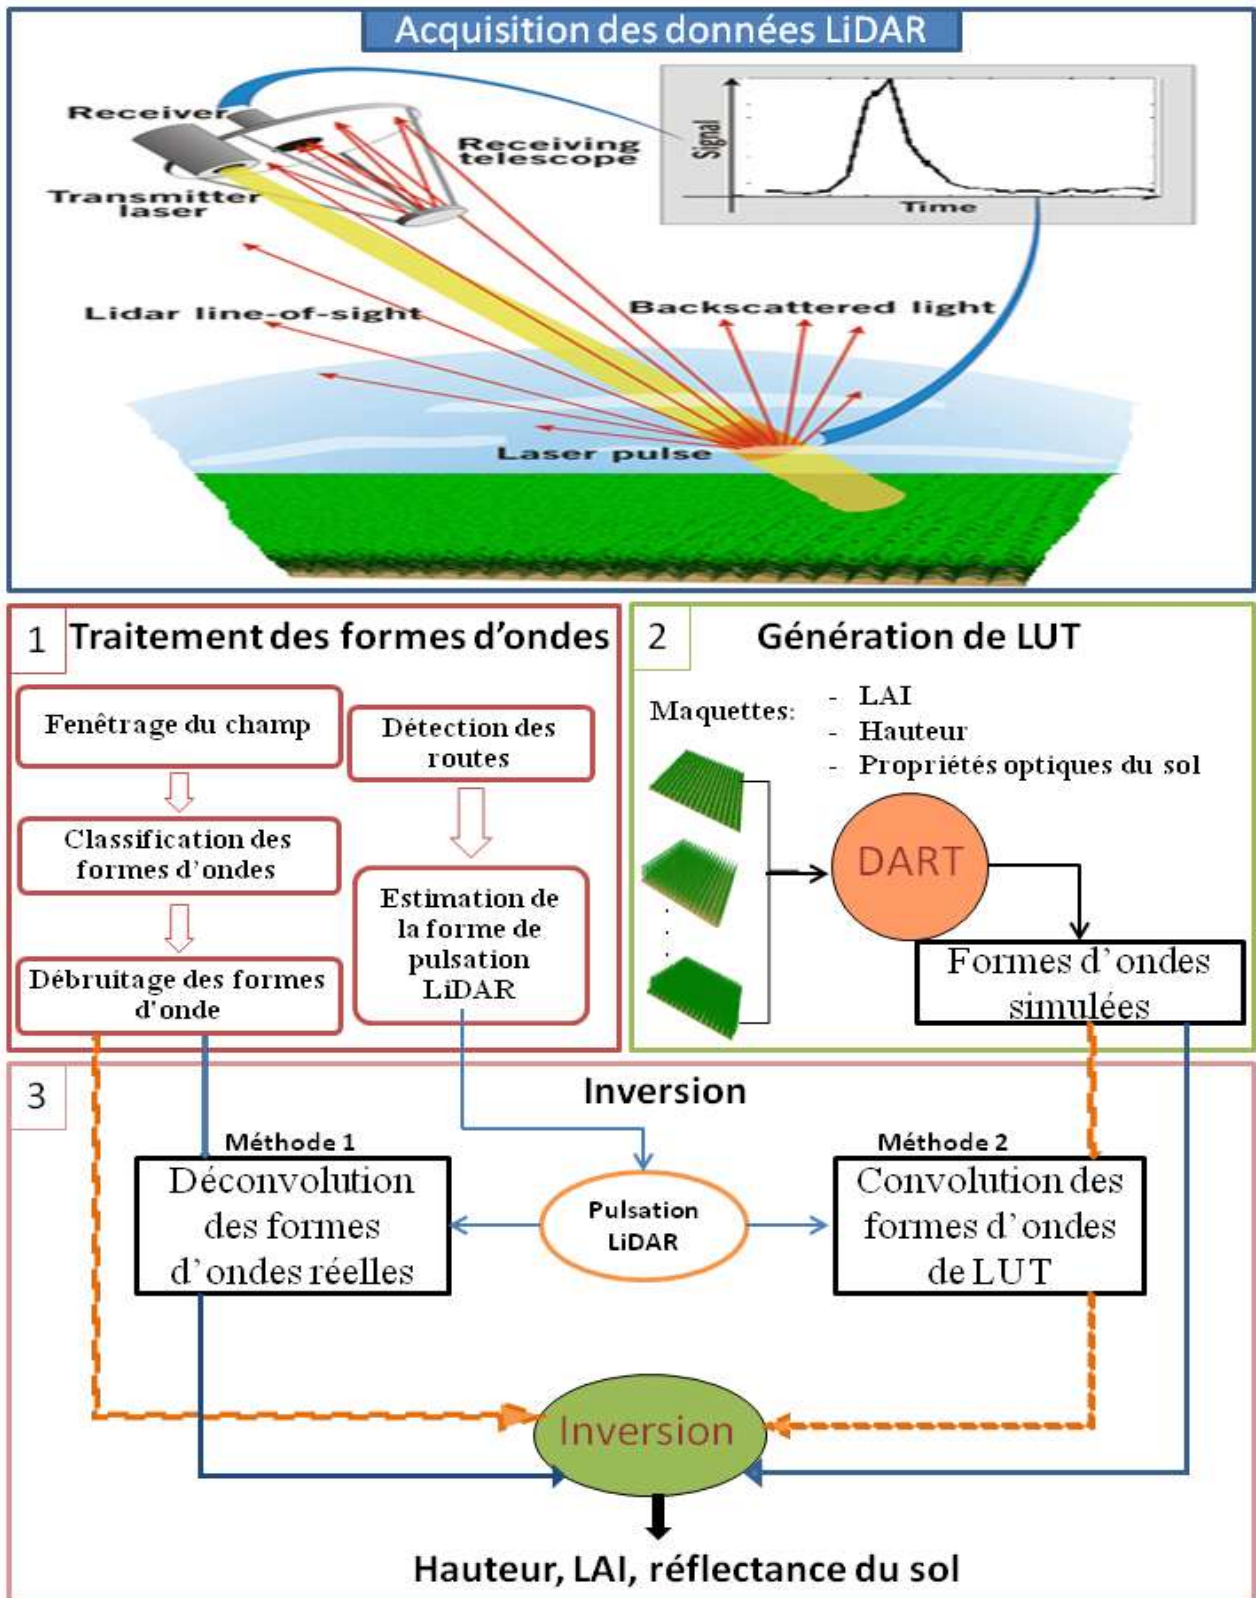 Acquisition des données LiDAR
Receiver
Receiving
telescope
Transmitter
laser
Signal
Time
Lidar line-of-sight
Backscattered light
Laser pulse
1
Traitement des formes d'ondes
Fenêtrage du champ
Classification des
formes d'ondes
Débruitage des formes
d'onde
Détection des
routes
Estimation de
la forme de
pulsation
LiDAR
2
Génération de LUT
Maquettes:
- LAI
- Hauteur
- Propriétés optiques du sol
DART
Formes d'ondes
simulées
3
Inversion
Méthode 1
Déconvolution
des formes
d'ondes réelles
Pulsation
LiDAR
Méthode 2
Convolution des
formes d'ondes
de LUT
Inversion
Hauteur, LAI, réflectance du sol